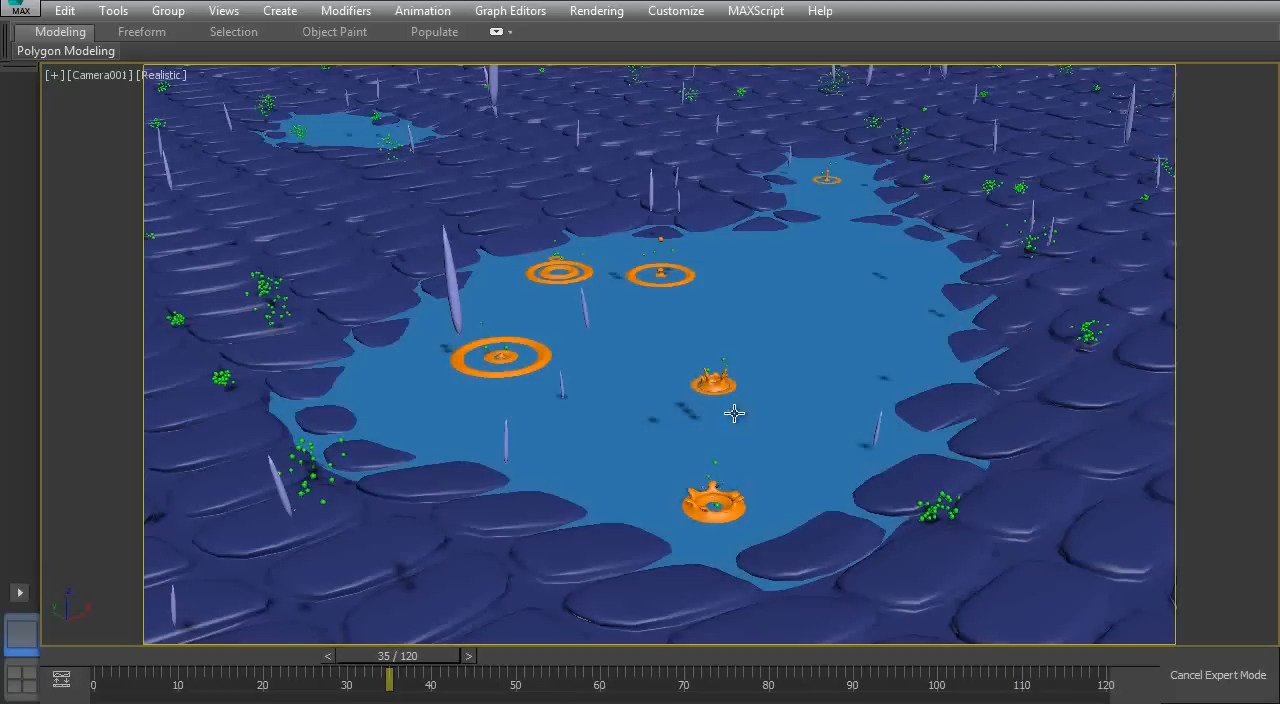 MAX Edit Tools Group Views Create Modifiers Animation Graph Editors Rendering Customize MAXScript Help
Modeling Freeform Selection Object Paint Populate
Polygon Modeling
[+] [Camera001] [Realistic]
< 35 / 120 >
0 10 20 30 40 50 60 70 80 90 100 110 120
Cancel Expert Mode